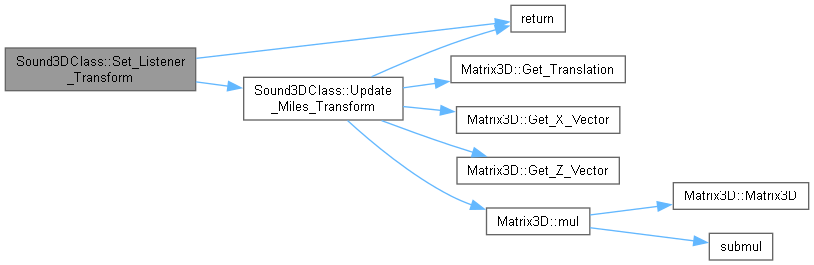 Sound3DClass::Set_Listener
_Transform
return
Sound3DClass::Update
_Miles_Transform
Matrix3D::Get_Translation
Matrix3D::Get_X_Vector
Matrix3D::Get_Z_Vector
Matrix3D::mul
Matrix3D::Matrix3D
submul